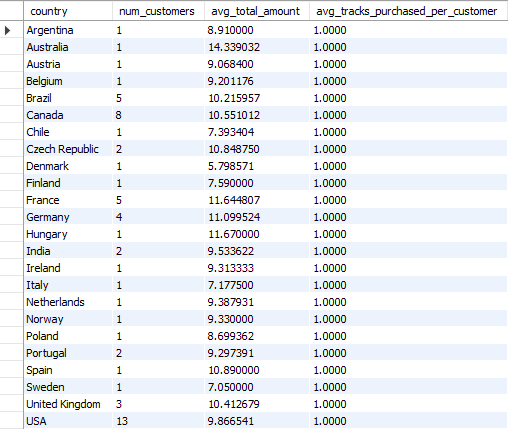 country num_customers avg_total_amount avg_tracks_purchased_per_customer
Argentina 1 8.910000 1.0000
Australia 1 14.339032 1.0000
Austria 1 9.068400 1.0000
Belgium 1 9.201176 1.0000
Brazil 5 10.215957 1.0000
Canada 8 10.551012 1.0000
Chile 1 7.393404 1.0000
Czech Republic 2 10.848750 1.0000
Denmark 1 5.798571 1.0000
Finland 1 7.590000 1.0000
France 5 11.644807 1.0000
Germany 4 11.099524 1.0000
Hungary 1 11.670000 1.0000
India 2 9.533622 1.0000
Ireland 1 9.313333 1.0000
Italy 1 7.177500 1.0000
Netherlands 1 9.387931 1.0000
Norway 1 9.330000 1.0000
Poland 1 8.699362 1.0000
Portugal 2 9.297391 1.0000
Spain 1 10.890000 1.0000
Sweden 1 7.050000 1.0000
United Kingdom 3 10.412679 1.0000
USA 13 9.866541 1.0000